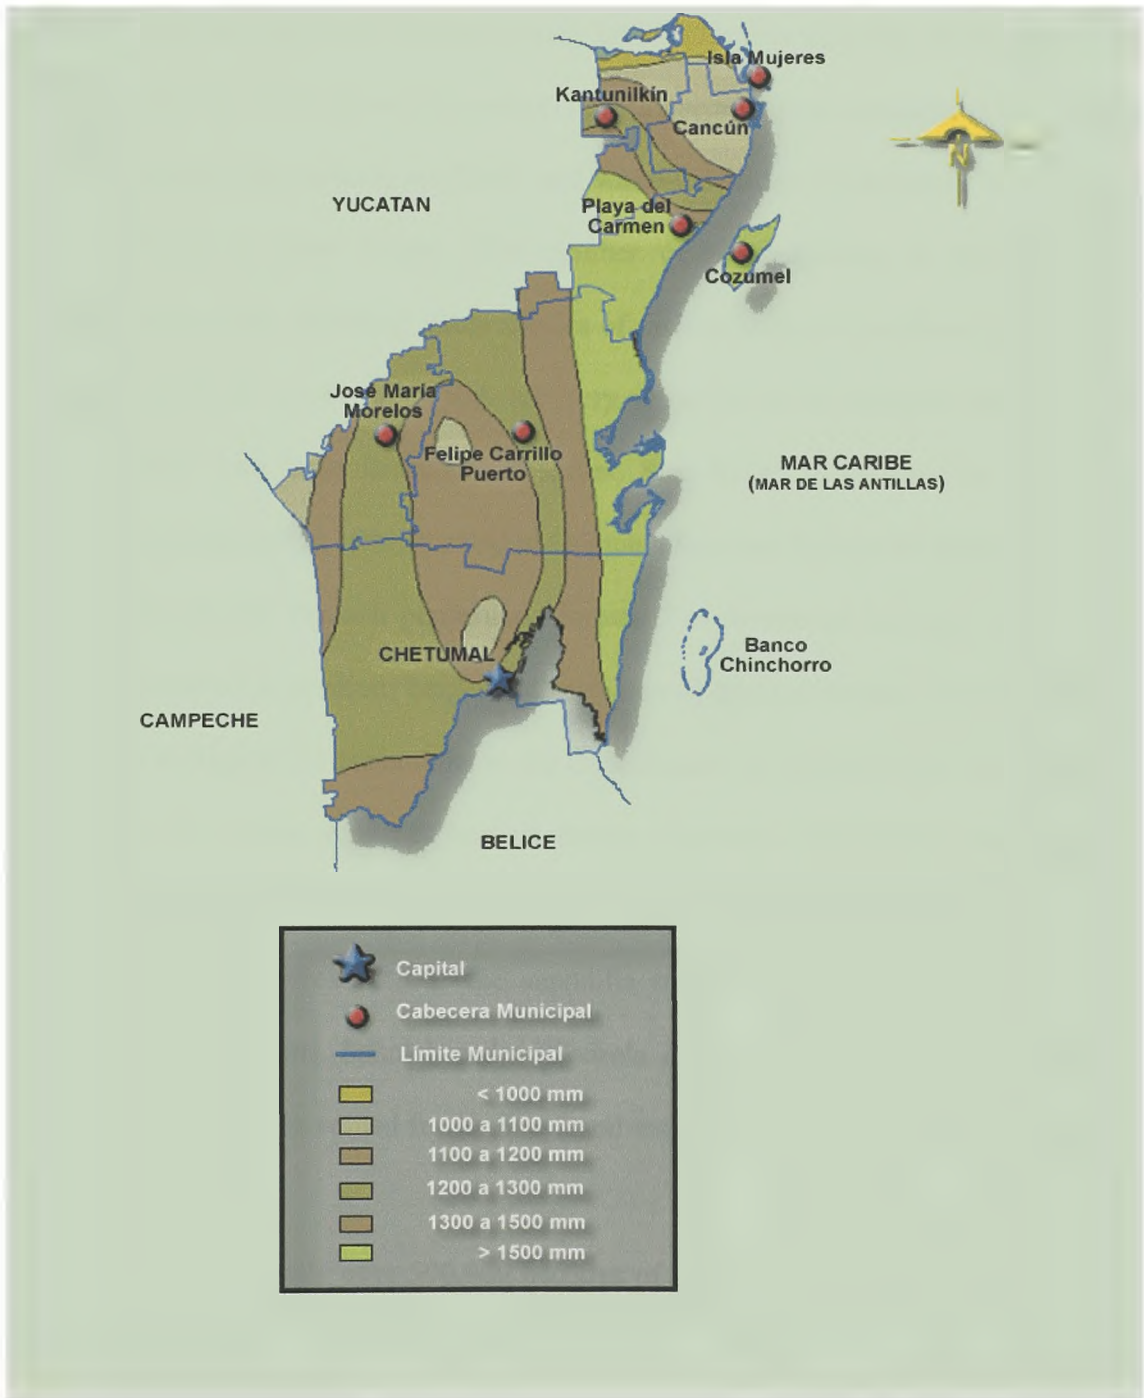 Isla Mujeres
Kantunilkín
Cancún
N
YUCATAN
Playa del
Carmen
Cozumel
José María
Morelos
Felipe Carrillo
Puerto
MAR CARIBE
(MAR DE LAS ANTILLAS)
CHETUMAL
Banco
Chinchorro
CAMPECHE
BELICE
Capital
Cabecera Municipal
Límite Municipal
< 1000 mm
1000 a 1100 mm
1100 a 1200 mm
1200 a 1300 mm
1300 a 1500 mm
> 1500 mm